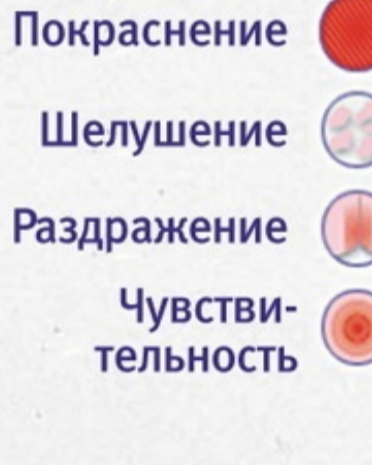 Покраснение
Шелушение
Раздражение
Чувстви-
тельность